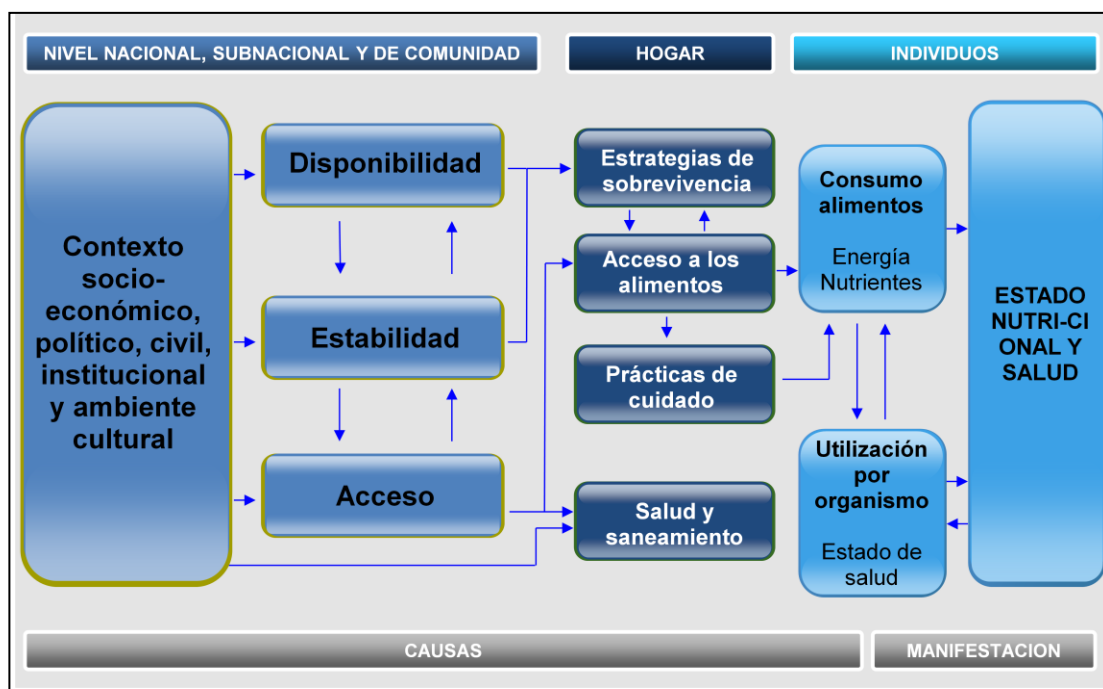 NIVEL NACIONAL, SUBNACIONAL Y DE COMUNIDAD
HOGAR
INDIVIDUOS
Contexto
socio-
económico,
político, civil,
institucional
y ambiente
cultural
Disponibilidad
Estabilidad
Acceso
Estrategias de
sobrevivencia
Acceso a los
alimentos
Prácticas de
cuidado
Salud y
saneamiento
Consumo
alimentos
Energía
Nutrientes
Utilización
por
organismo
Estado de
salud
ESTADO
NUTRI-CI
ONAL Y
SALUD
CAUSAS
MANIFESTACION